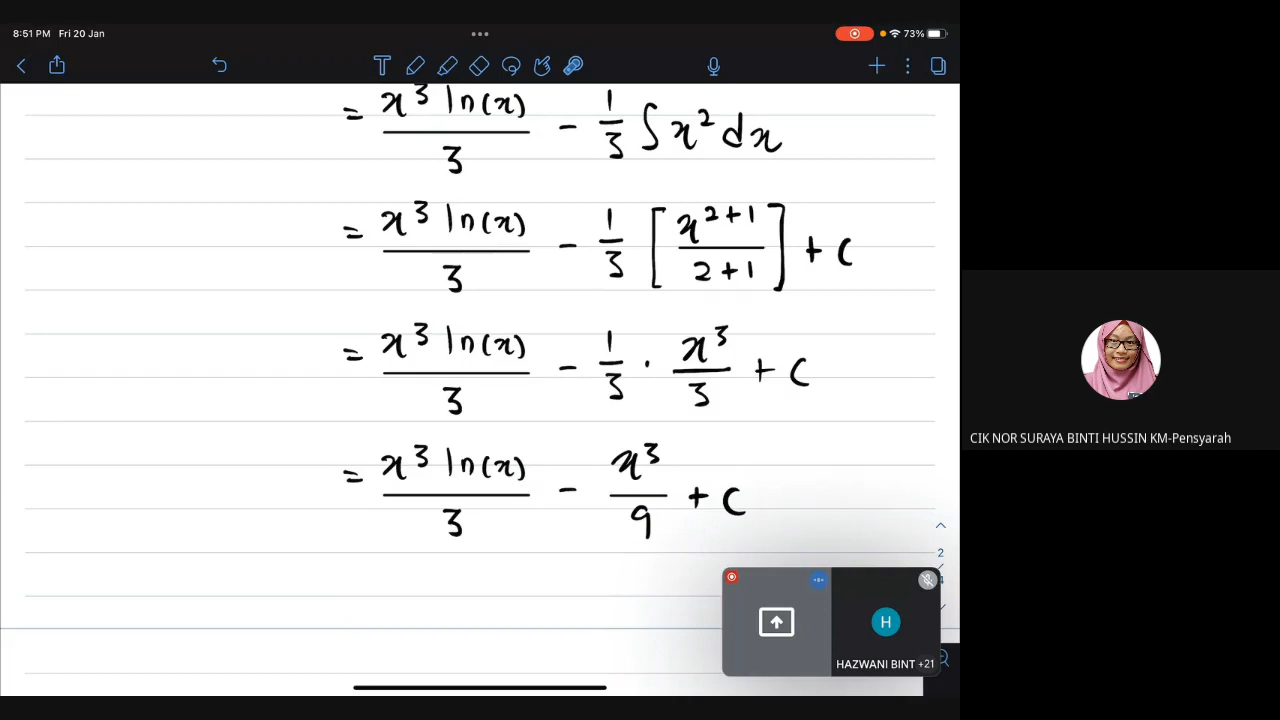 8:51 PM Fri 20 Jan
73%
= x³ ln(x)/3 - 1/3 ∫x² dx
= x³ ln(x)/3 - 1/3 [x²⁺¹/2+1] + c
= x³ ln(x)/3 - 1/3 · x³/3 + c
= x³ ln(x)/3 - x³/9 + c
CIK NOR SURAYA BINTI HUSSIN KM-Pensyarah
2
H
HAZWANI BINT +21